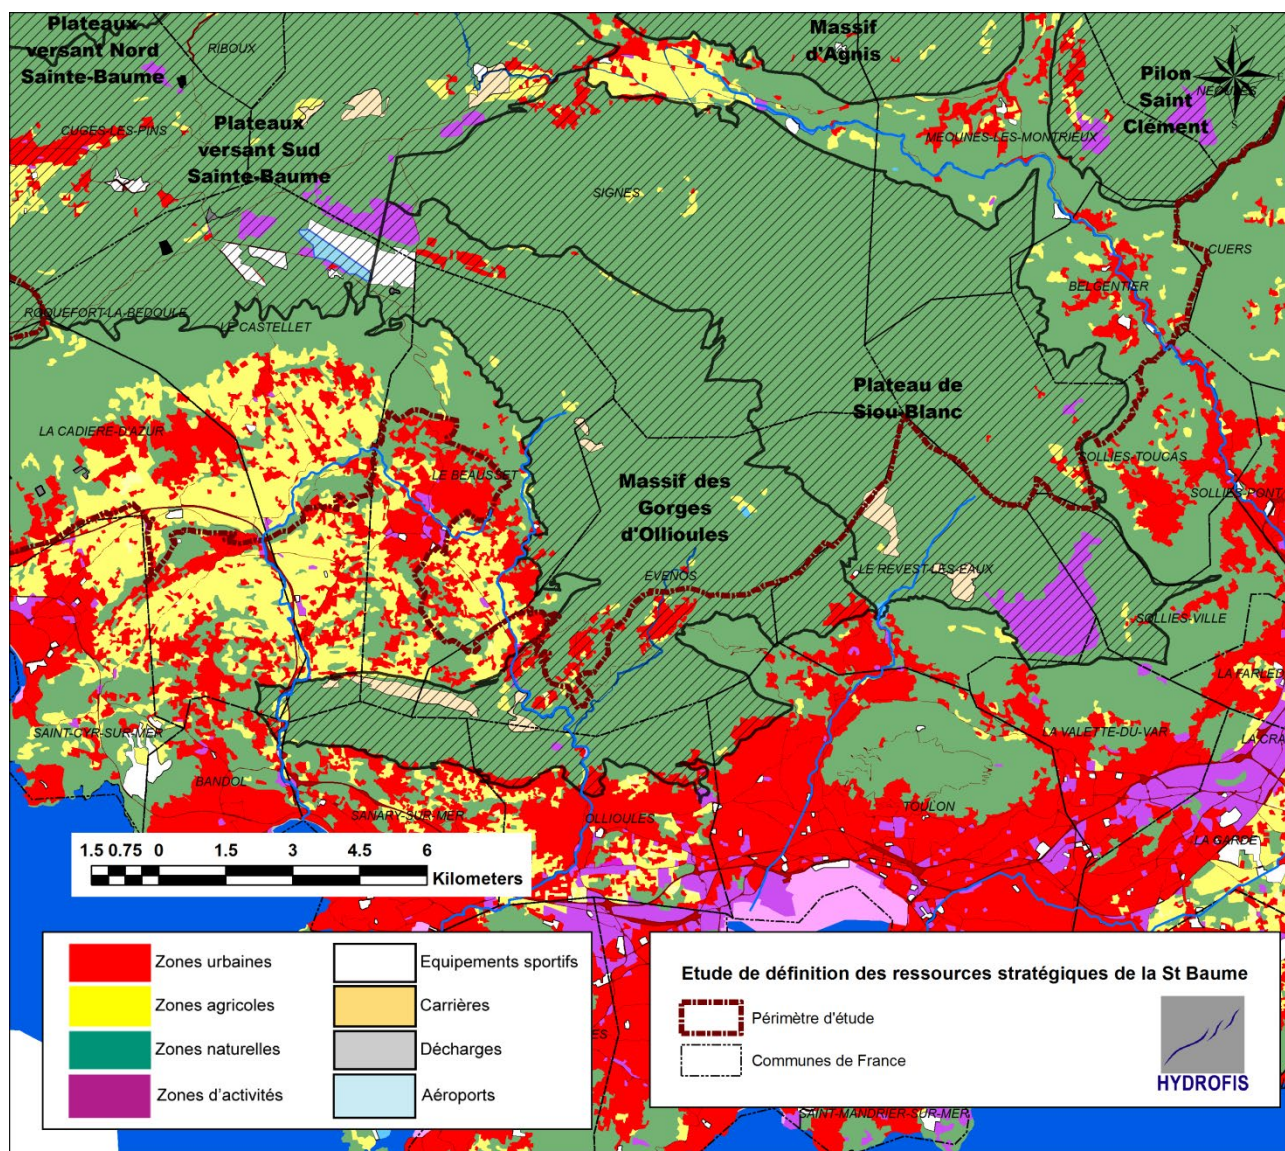 Plateaux
versant Nord
Sainte-Baume
RIBOUX
Massif
d'Agnis
N
S
Pilon
Saint
Clément
NEOULES
CUGES-LES-PINS
Plateaux
versant Sud
Sainte-Baume
MEOUNES-LES-MONTRIEUX
SIGNES
CUERS
BELGENTIER
ROQUEFORT-LA-BEDOULE
LE CASTELLET
Plateau de
Siou-Blanc
LA CADIERE-D'AZUR
LE BEAUSSET
SOLLIES-TOUCAS
SOLLIES-PONT
Massif des
Gorges
d'Ollioules
EVENOS
LE REVEST-LES-EAUX
SOLLIES-VILLE
LA FARLED
SAINT-CYR-SUR-MER
LA VALETTE-DU-VAR
LA CRA
BANDOL
SANARY-SUR-MER
OLLIOULES
TOULON
LA GARDE
1.5 0.75 0 1.5 3 4.5 6
Kilometers
Zones urbaines
Zones agricoles
Zones naturelles
Zones d'activités
Equipements sportifs
Carrières
Décharges
Aéroports
ES
Etude de définition des ressources stratégiques de la St Baume
Périmètre d'étude
Communes de France
HYDROFIS
SAINT-MANDRIER-SUR-MER